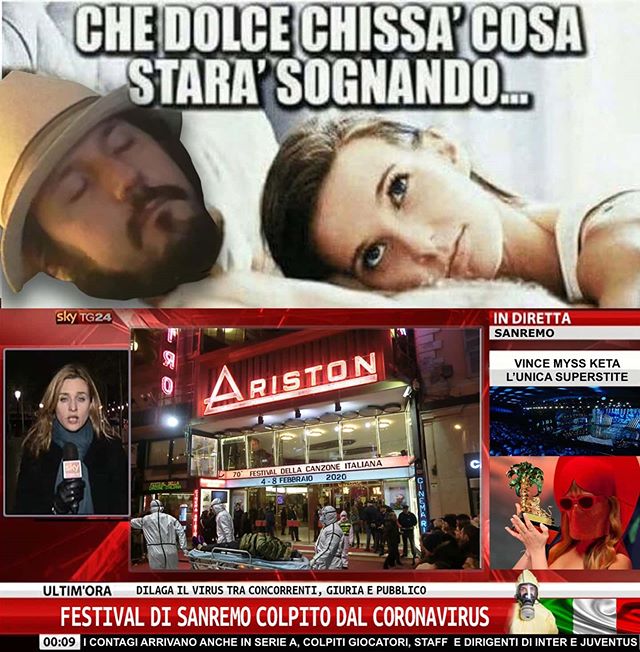 CHE DOLCE CHISSA' COSA
STARA' SOGNANDO...
sky TG24
IN DIRETTA
SANREMO
VINCE MYSS KETA
L'UNICA SUPERSTITE
ARISTON
70° FESTIVAL DELLA CANZONE ITALIANA
4 - 8 FEBBRAIO 2020
CINEMA
sky
ULTIM'ORA
DILAGA IL VIRUS TRA CONCORRENTI, GIURIA E PUBBLICO
FESTIVAL DI SANREMO COLPITO DAL CORONAVIRUS
00:09
I CONTAGI ARRIVANO ANCHE IN SERIE A, COLPITI GIOCATORI, STAFF E DIRIGENTI DI INTER E JUVENTUS